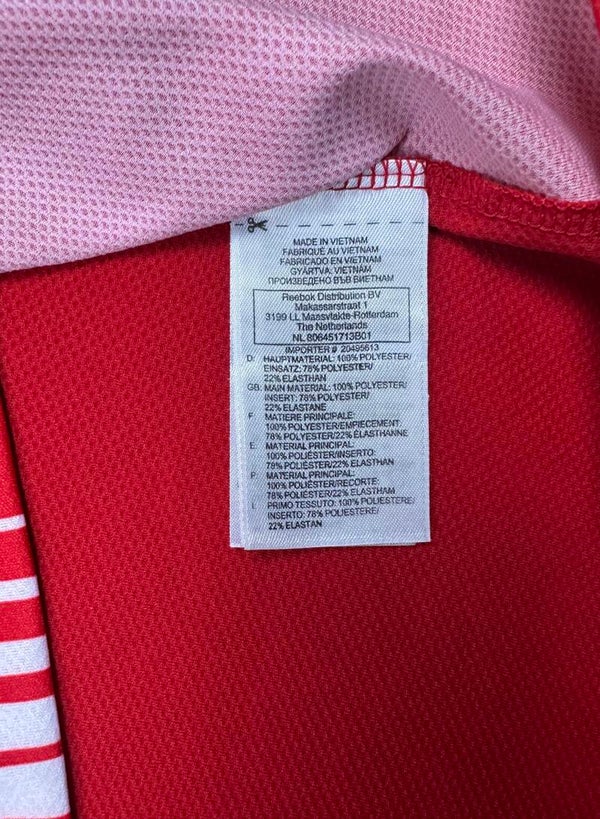 MADE IN VIETNAM
FABRIQUÉ AU VIETNAM
FABRICADO EN VIETNAM
GYÁRTVA: VIETNÁM
ПРОИЗВЕДЕНО ВЪВ ВИЕТНАМ
Reebok Distribution BV
Makassarstraat 1
3199 LL Maasvlakte-Rotterdam
The Netherlands
NL 806451713B01
IMPORTER # 20495613
D: HAUPTMATERIAL: 100% POLYESTER/
EINSATZ: 78% POLYESTER/
22% ELASTHAN
GB: MAIN MATERIAL: 100% POLYESTER/
INSERT: 78% POLYESTER/
22% ELASTANE
F: MATIERE PRINCIPALE:
100% POLYESTER/EMPIECEMENT:
78% POLYESTER/22% ELASTHANNE
E: MATERIAL PRINCIPAL:
100% POLIÉSTER/INSERTO:
78% POLIÉSTER/22% ELASTHAN
P: MATERIAL PRINCIPAL:
100% POLIÉSTER/RECORTE:
78% POLIÉSTER/22% ELASTHAM
I: PRIMO TESSUTO: 100% POLIESTERE/
INSERTO: 78% POLIESTERE/
22% ELASTAN